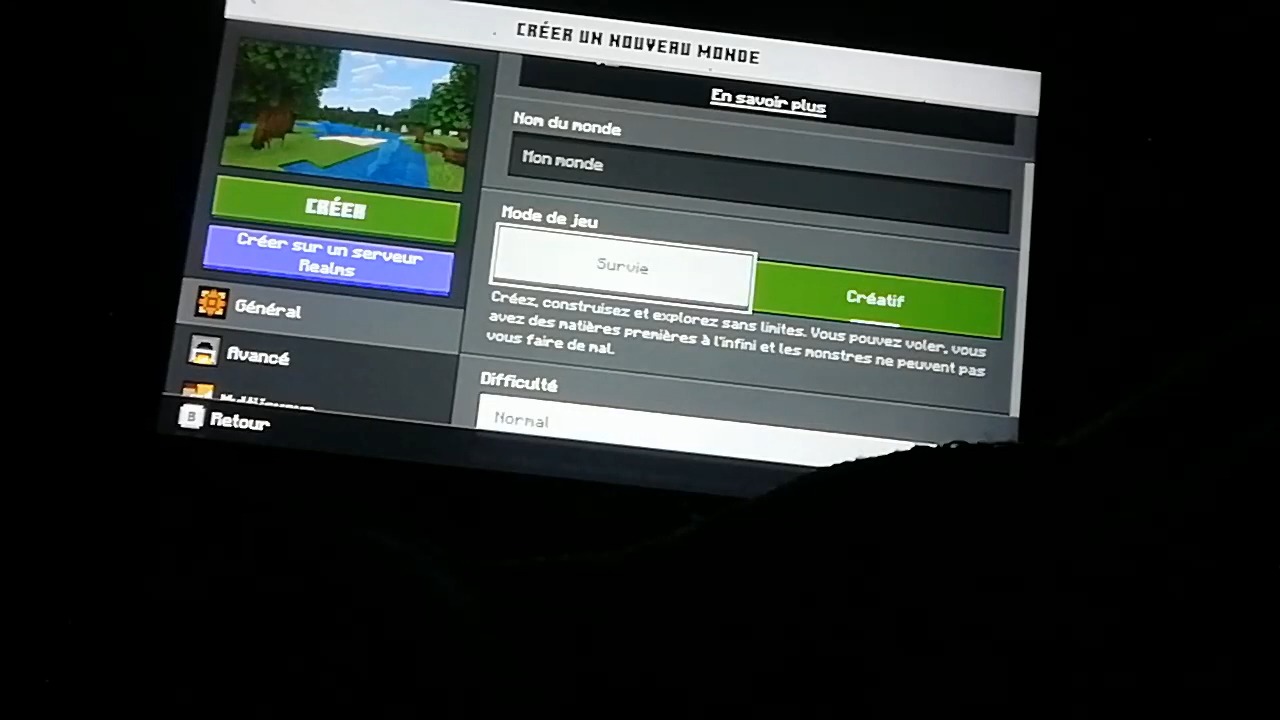 CRÉER UN NOUVEAU MONDE
En savoir plus
Nom du monde
Mon monde
CRÉER
Mode de jeu
Créer sur un serveur
Realms
Survie
Créatif
Général
Créez, construisez et explorez sans limites. Vous pouvez voler, vous
avez des matières premières à l'infini et les monstres ne peuvent pas
vous faire de mal.
Avancé
Difficulté
B Retour
Normal